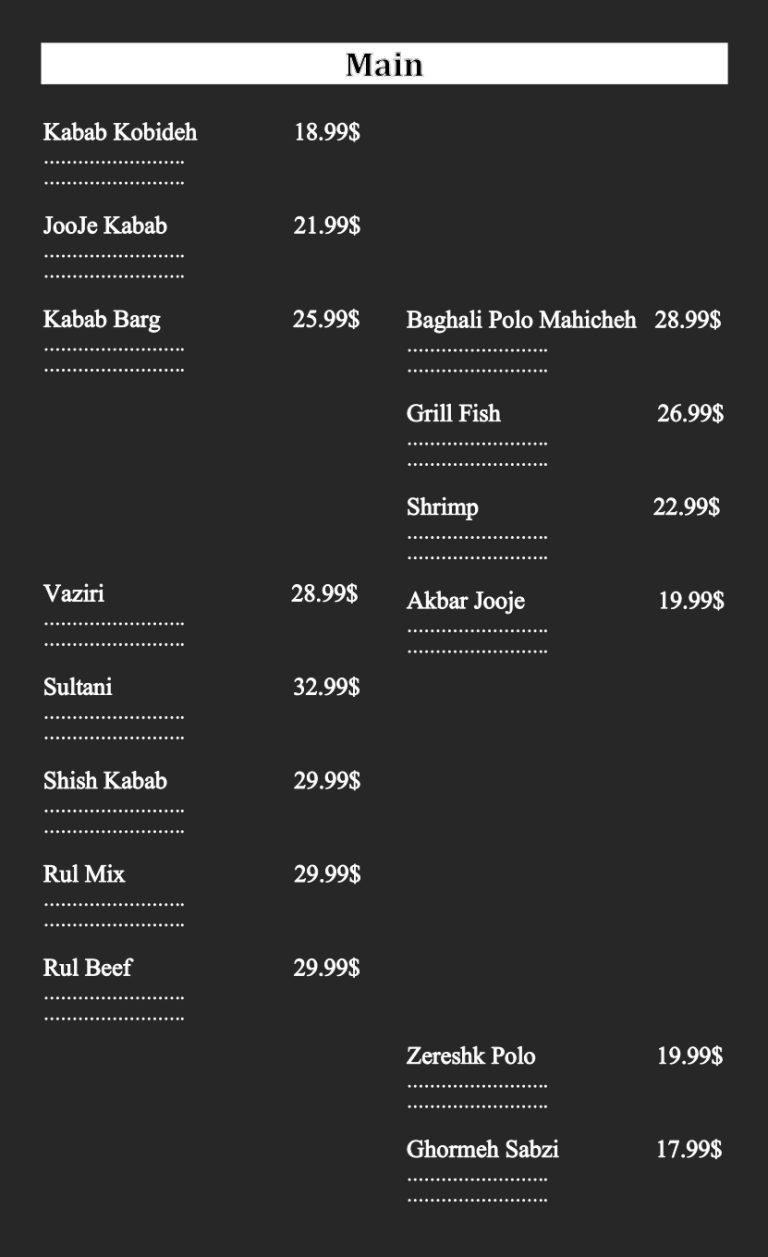 Main
Kabab Kobideh 18.99$
..........................
..........................
JooJe Kabab 21.99$
..........................
..........................
Kabab Barg 25.99$
..........................
..........................
Vaziri 28.99$
..........................
..........................
Sultani 32.99$
..........................
..........................
Shish Kabab 29.99$
..........................
..........................
Rul Mix 29.99$
..........................
..........................
Rul Beef 29.99$
..........................
..........................
Baghali Polo Mahicheh 28.99$
..........................
..........................
Grill Fish 26.99$
..........................
..........................
Shrimp 22.99$
..........................
..........................
Akbar Jooje 19.99$
..........................
..........................
Zereshk Polo 19.99$
..........................
..........................
Ghormeh Sabzi 17.99$
..........................
..........................